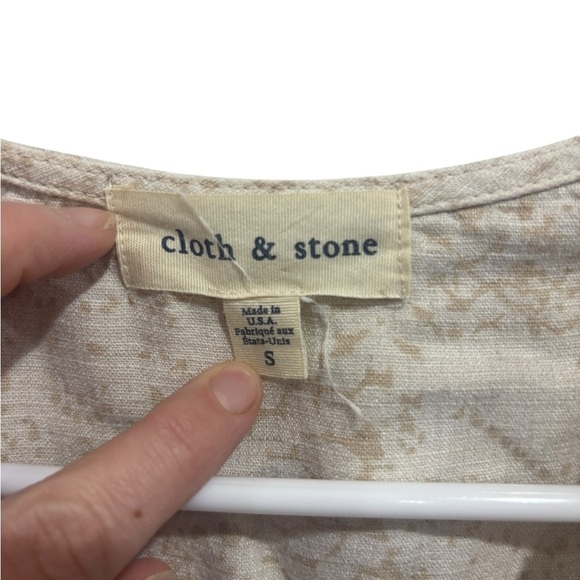 cloth & stone
Made in
U.S.A.
Fabriqué aux
États-Unis
S